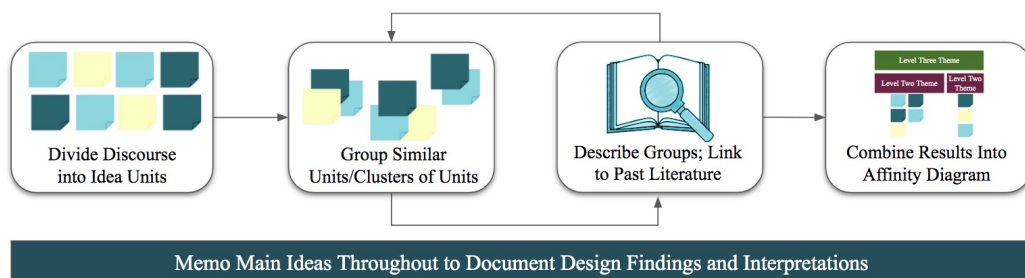 Divide Discourse
into Idea Units
Group Similar
Units/Clusters of Units
Describe Groups; Link
to Past Literature
Level Three Theme
Level Two Theme
Level Two
Theme
Combine Results Into
Affinity Diagram
Memo Main Ideas Throughout to Document Design Findings and Interpretations